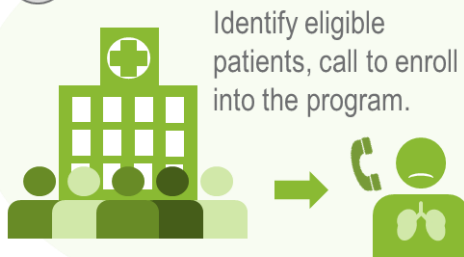 Identify eligible
patients, call to enroll
into the program.